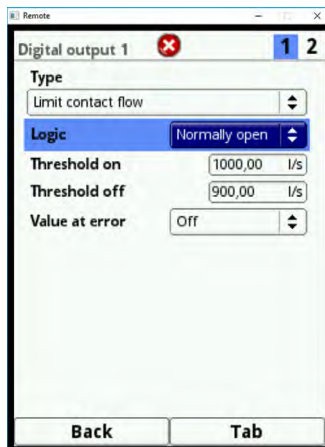 Remote
Digital output 1 1 2
Type
Limit contact flow
Logic Normally open
Threshold on 1000,00 l/s
Threshold off 900,00 l/s
Value at error Off
Back Tab